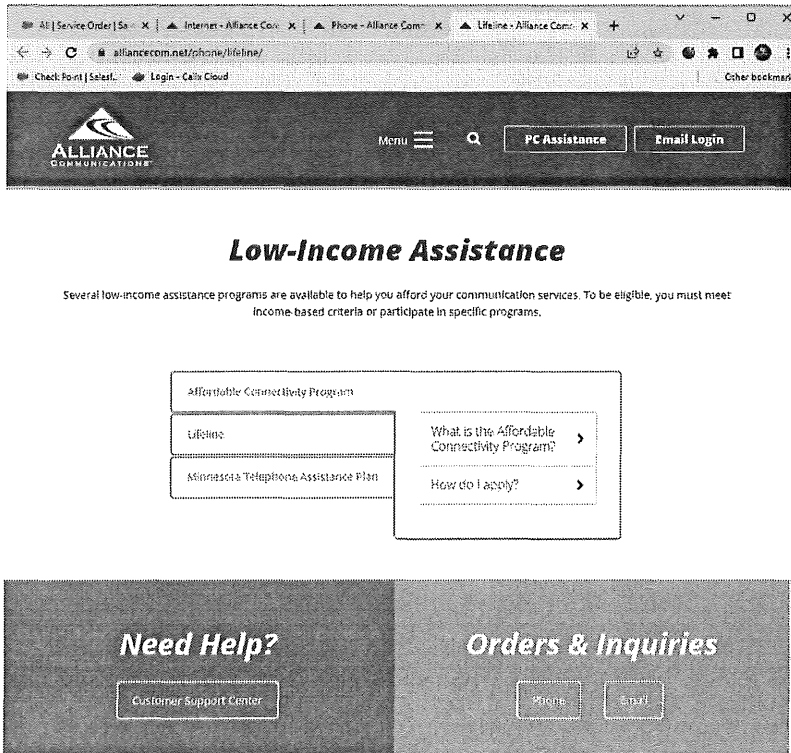 All | Service Order | Sa
Internet - Alliance Com
Phone - Alliance Com
Lifeline - Alliance Com
alliancecom.net/phone/lifeline/
Check Point | Salesf...
Login - Calix Cloud
Other bookmark
ALLIANCE
COMMUNICATIONS
Menu
PC Assistance
Email Login
Low-Income Assistance
Several low-income assistance programs are available to help you afford your communication services. To be eligible, you must meet
income-based criteria or participate in specific programs.
Affordable Connectivity Program
Lifeline
Minnesota Telephone Assistance Plan
What is the Affordable
Connectivity Program?
How do I apply?
Need Help?
Customer Support Center
Orders & Inquiries
Phone
Email